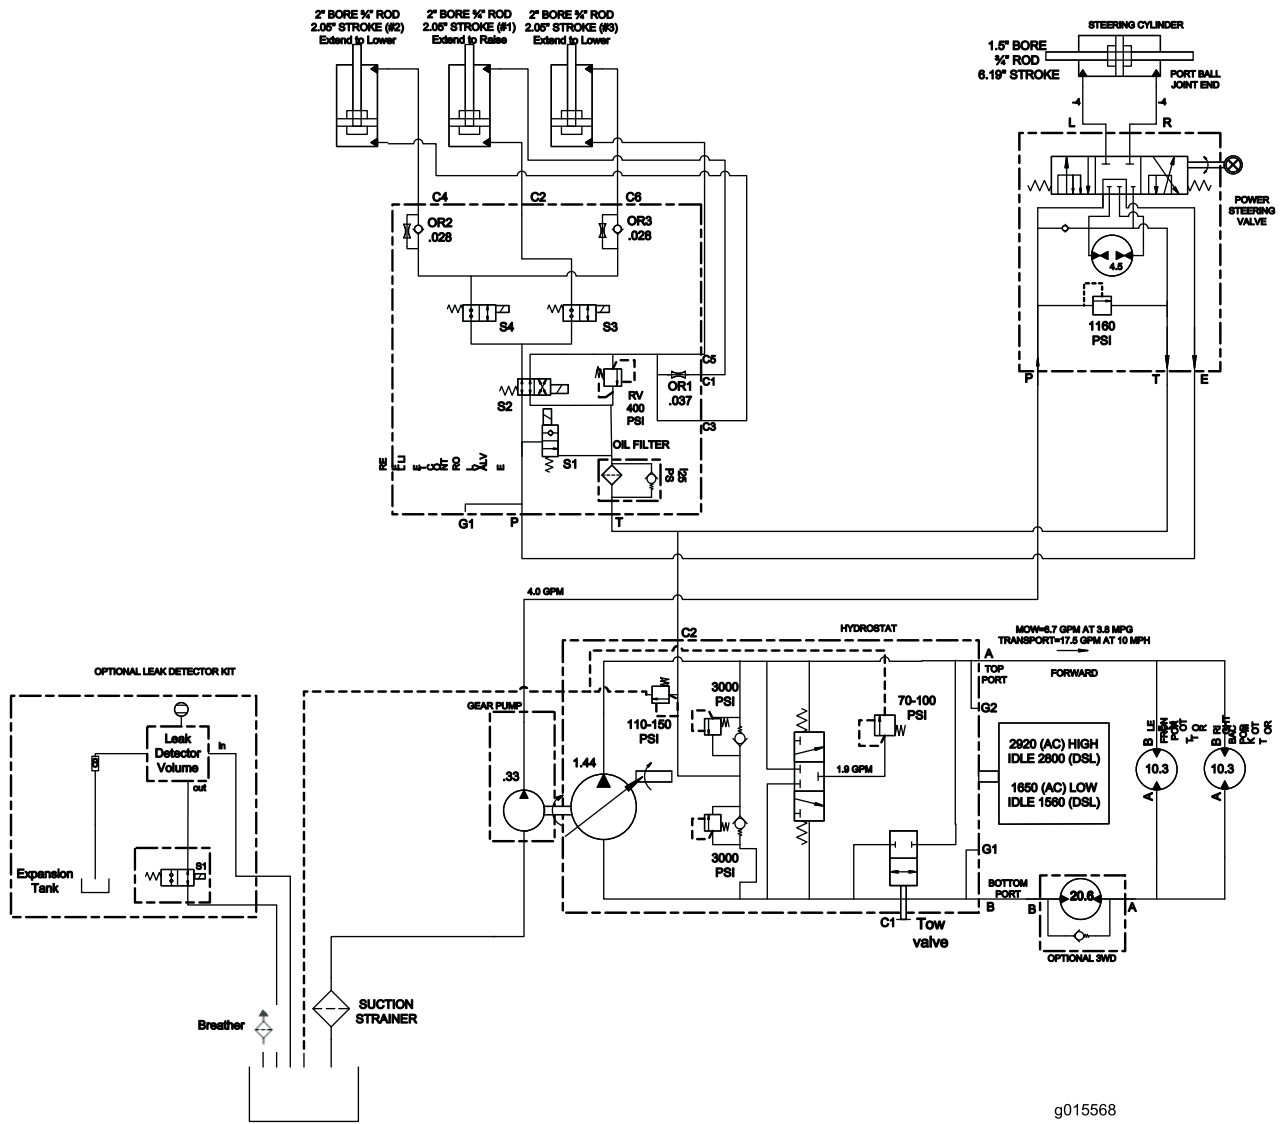 2" BORE ¾" ROD
2.05" STROKE (#2)
Extend to Lower
2" BORE ¾" ROD
2.05" STROKE (#1)
Extend to Raise
2" BORE ¾" ROD
2.05" STROKE (#3)
Extend to Lower
STEERING CYLINDER
1.5" BORE
¾" ROD
6.19" STROKE
PORT BALL
JOINT END
-4
-4
L
R
POWER
STEERING
VALVE
4.5
1160
PSI
P
T
E
C4
C2
C6
OR2
.028
OR3
.028
S4
S3
C5
C1
OR1
.037
C3
S2
RV
400
PSI
S1
OIL FILTER
G1
P
T
4.0 GPM
C2
HYDROSTAT
MOW=6.7 GPM AT 3.8 MPG
TRANSPORT=17.5 GPM AT 10 MPH
A
TOP
PORT
FORWARD
G2
OPTIONAL LEAK DETECTOR KIT
Leak
Detector
Volume
in
out
S1
Expansion
Tank
GEAR PUMP
.33
1.44
110-150
PSI
3000
PSI
70-100
PSI
1.9 GPM
3000
PSI
2920 (AC) HIGH
IDLE 2800 (DSL)
1650 (AC) LOW
IDLE 1560 (DSL)
B
10.3
A
B
10.3
A
G1
BOTTOM
PORT
B
B
20.6
A
OPTIONAL 3WD
C1
Tow
valve
Breather
SUCTION
STRAINER
g015568